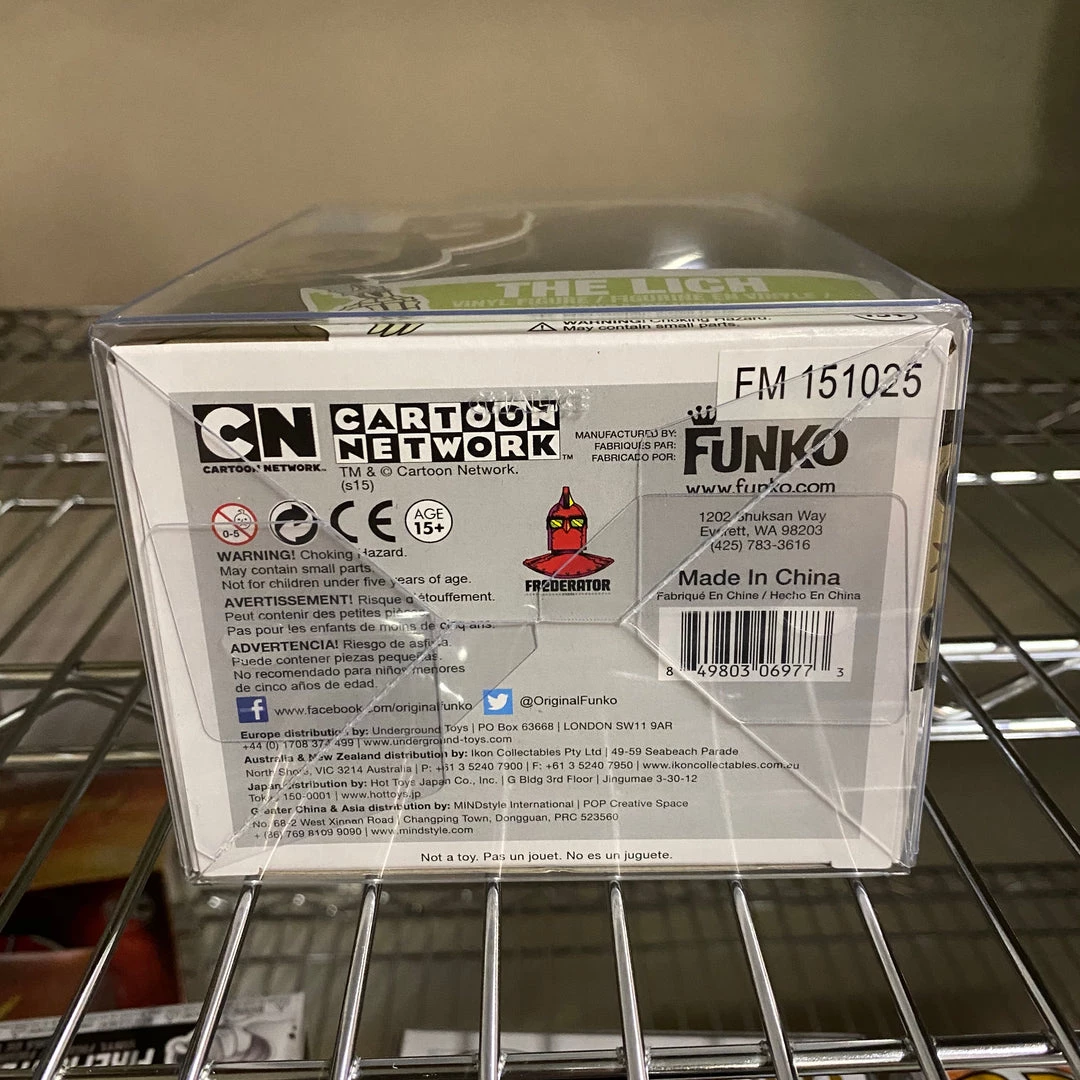 THE LICH
VINYL FIGURE / FIGURINE EN VINYLE /
WARNING: Choking Hazard.
May contain small parts.
FM 151025
CN CARTOON NETWORK™
CARTOON NETWORK™
TM & © Cartoon Network.
(s15)
MANUFACTURED BY:
FABRIQUÉS PAR:
FABRICADO POR:
FUNKO
www.funko.com
1202 Shuksan Way
Everett, WA 98203
(425) 783-3616
Made In China
Fabriqué En Chine / Hecho En China
8 49803 06977 3
0-5
CE
AGE
15+
FREDERATOR
WARNING! Choking Hazard.
May contain small parts.
Not for children under five years of age.
AVERTISSEMENT! Risque d'étouffement.
Peut contenir des petites pièces.
Pas pour les enfants de moins de cinq ans.
ADVERTENCIA! Riesgo de asfixia.
Puede contener piezas pequeñas.
No recomendado para niños menores
de cinco años de edad.
www.facebook.com/originalfunko
@OriginalFunko
Europe distribution by: Underground Toys | PO Box 63668 | LONDON SW11 9AR
+44 (0) 1708 373 499 | www.underground-toys.com
Australia & New Zealand distribution by: Ikon Collectables Pty Ltd | 49-59 Seabeach Parade
North Shore, VIC 3214 Australia | P: +61 3 5240 7900 | F: +61 3 5240 7950 | www.ikoncollectables.com.eu
Japan distribution by: Hot Toys Japan Co., Inc. | G Bldg 3rd Floor | Jingumae 3-30-12
Tokyo 150-0001 | www.hottoys.jp
Greater China & Asia distribution by: MINDstyle International | POP Creative Space
No. 68-2 West Xinnan Road | Changping Town, Dongguan, PRC 523560
+ (86) 769 8109 9090 | www.mindstyle.com
Not a toy. Pas un jouet. No es un juguete.